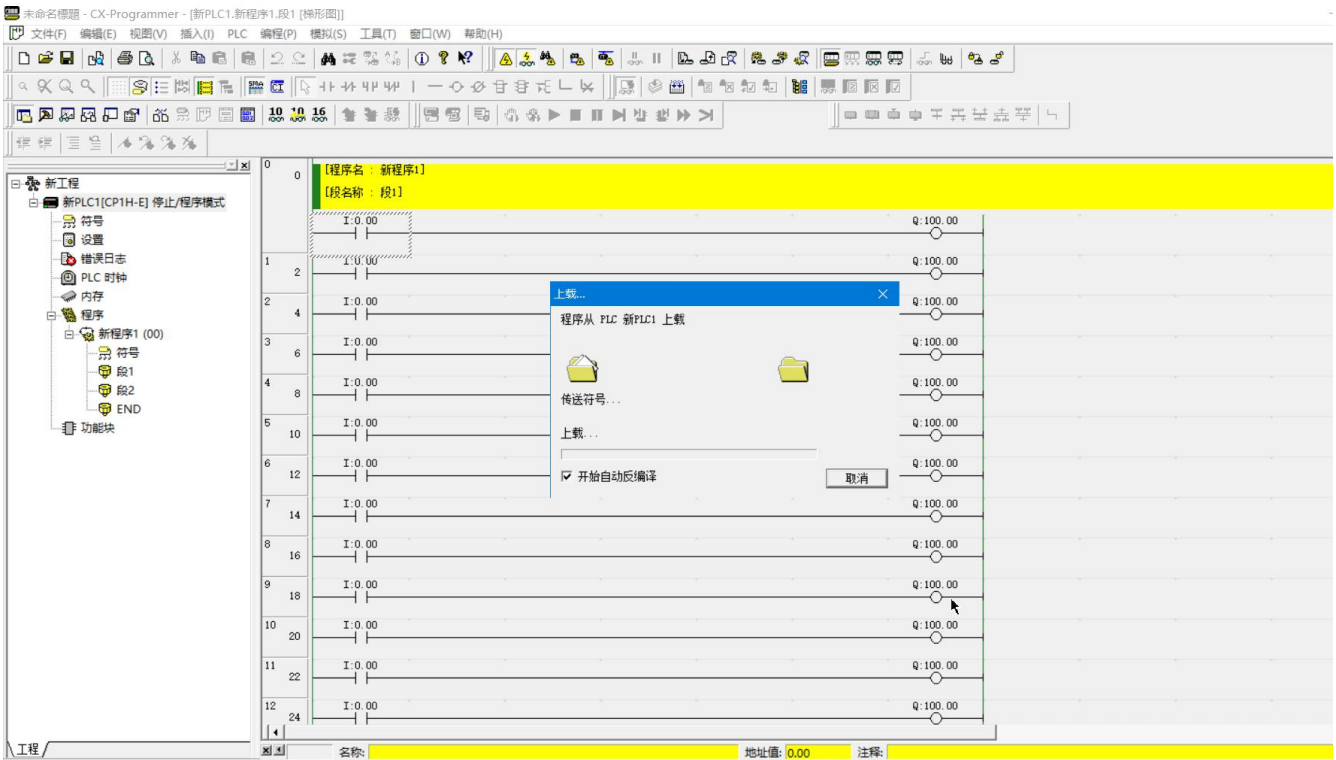 未命名標題 - CX-Programmer - [新PLC1.新程序1.段1 [梯形图]]
文件(F) 编辑(E) 视图(V) 插入(I) PLC 编程(P) 模拟(S) 工具(T) 窗口(W) 帮助(H)
10 10 16
新工程
新PLC1[CP1H-E] 停止/程序模式
符号
设置
错误日志
PLC 时钟
内存
程序
新程序1 (00)
符号
段1
段2
END
功能块
工程
0 0 [程序名 : 新程序1]
[段名称 : 段1]
I:0.00 Q:100.00
1 2 I:0.00 Q:100.00
2 4 I:0.00 Q:100.00
3 6 I:0.00 Q:100.00
4 8 I:0.00 Q:100.00
5 10 I:0.00 Q:100.00
6 12 I:0.00 Q:100.00
7 14 I:0.00 Q:100.00
8 16 I:0.00 Q:100.00
9 18 I:0.00 Q:100.00
10 20 I:0.00 Q:100.00
11 22 I:0.00 Q:100.00
12 24 I:0.00 Q:100.00
上载...
程序从 PLC 新PLC1 上载
传送符号...
上载...
开始自动反编译
取消
名称: 地址值: 0.00 注释: